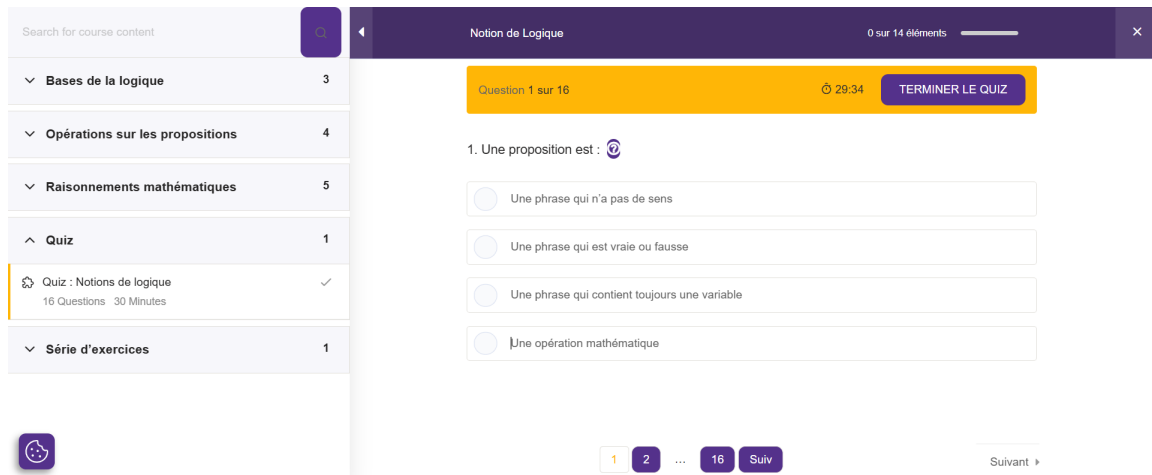 Search for course content
Bases de la logique 3
Opérations sur les propositions 4
Raisonnements mathématiques 5
Quiz 1
Quiz : Notions de logique
16 Questions 30 Minutes
Série d'exercices 1
Notion de Logique 0 sur 14 éléments
Question 1 sur 16 29:34 TERMINER LE QUIZ
1. Une proposition est :
Une phrase qui n'a pas de sens
Une phrase qui est vraie ou fausse
Une phrase qui contient toujours une variable
Une opération mathématique
1 2 ... 16 Suiv
Suivant